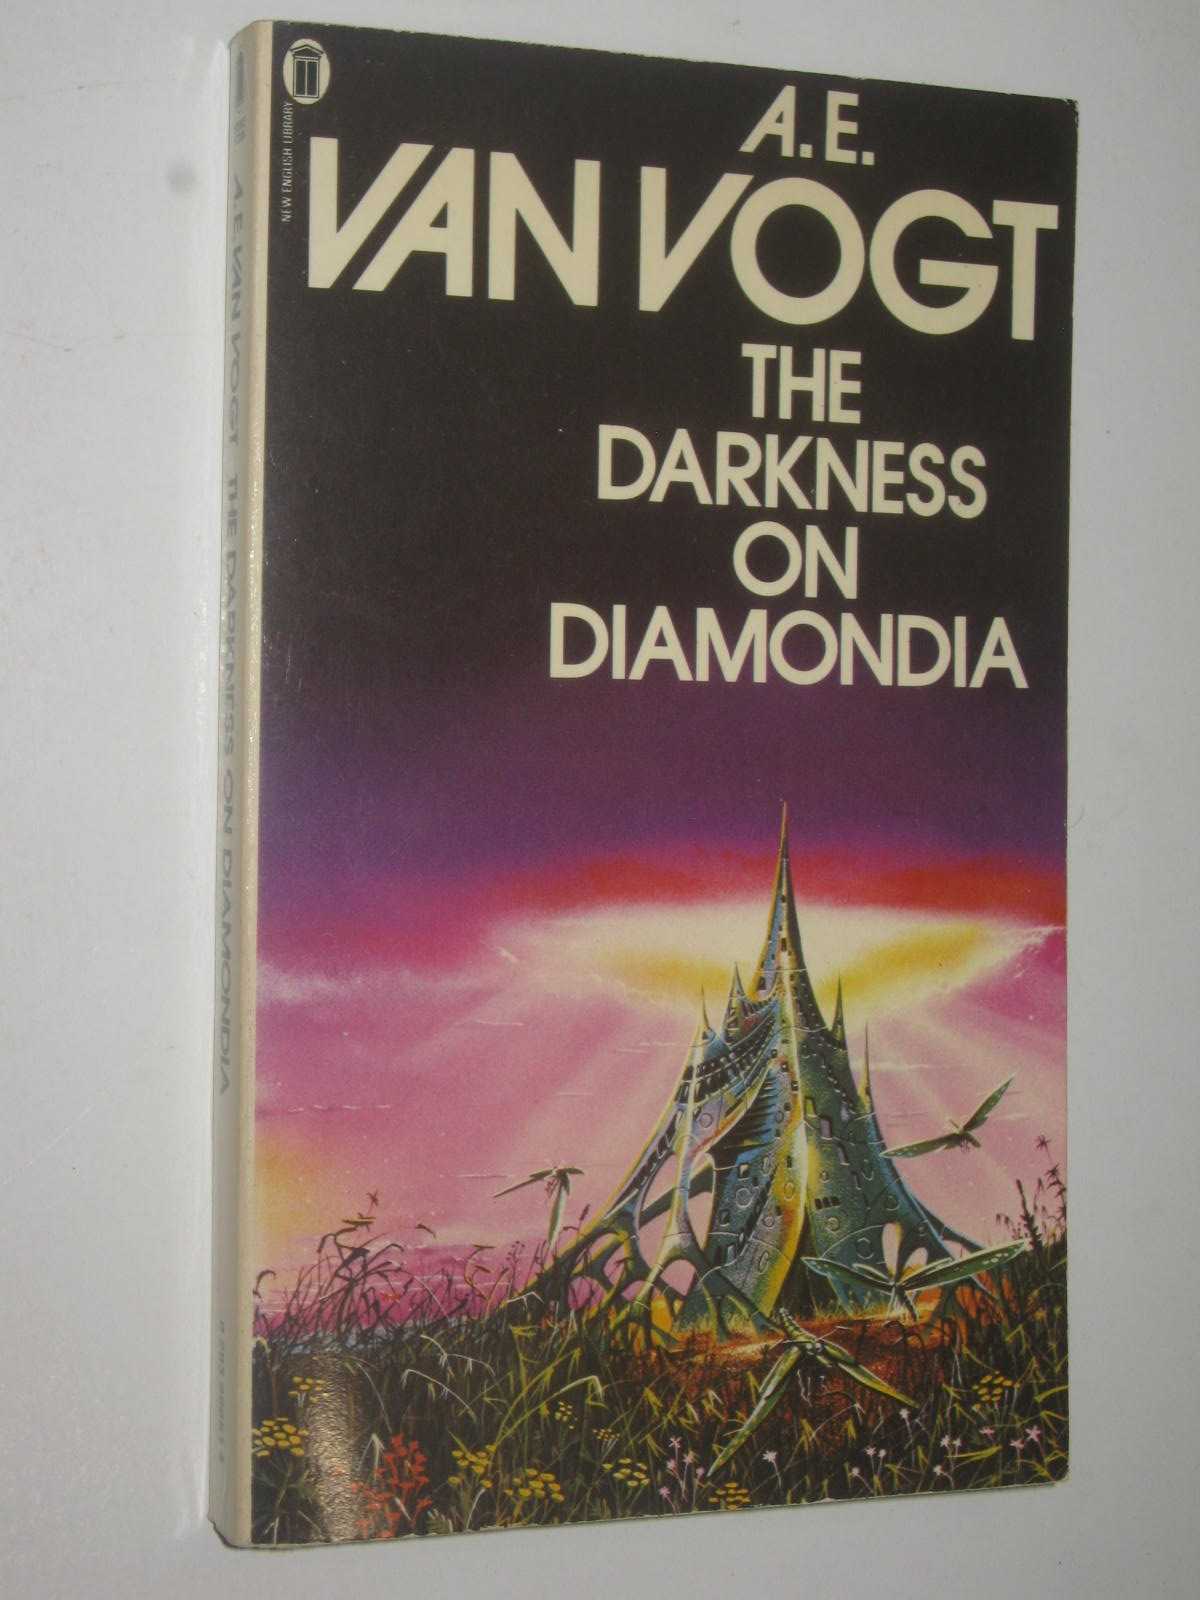 NEW ENGLISH LIBRARY
A.E.
VAN VOGT
THE
DARKNESS
ON
DIAMONDIA
A.E. VAN VOGT THE DARKNESS ON DIAMONDIA